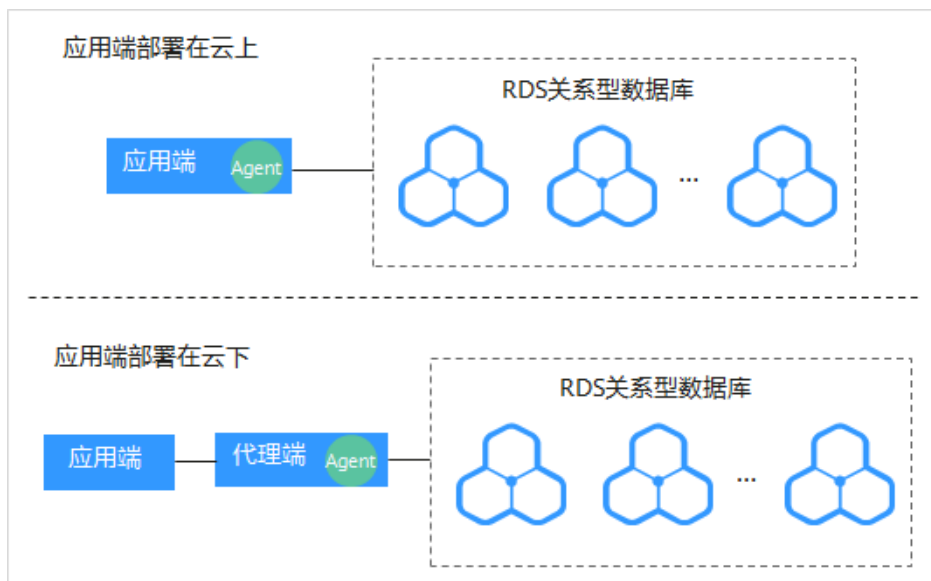 应用端部署在云上
RDS关系型数据库
应用端
Agent
...
应用端部署在云下
RDS关系型数据库
应用端
代理端
Agent
...